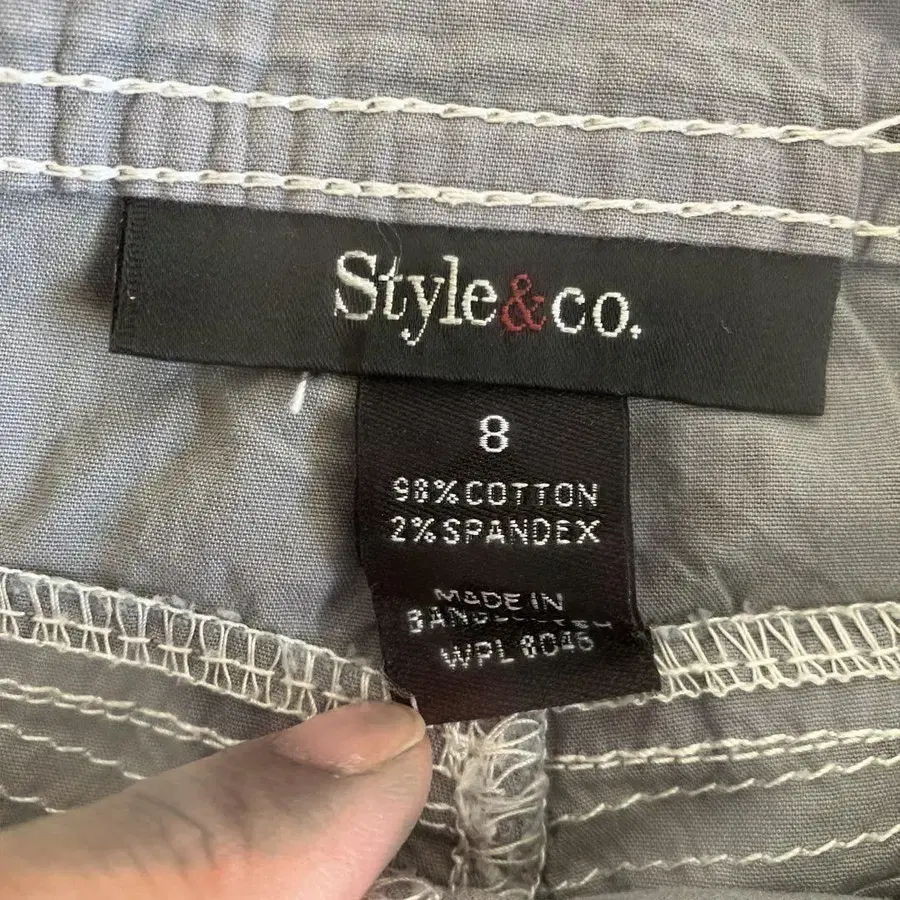 Style&co.
8
98% COTTON
2% SPANDEX
MADE IN
WPL 8046